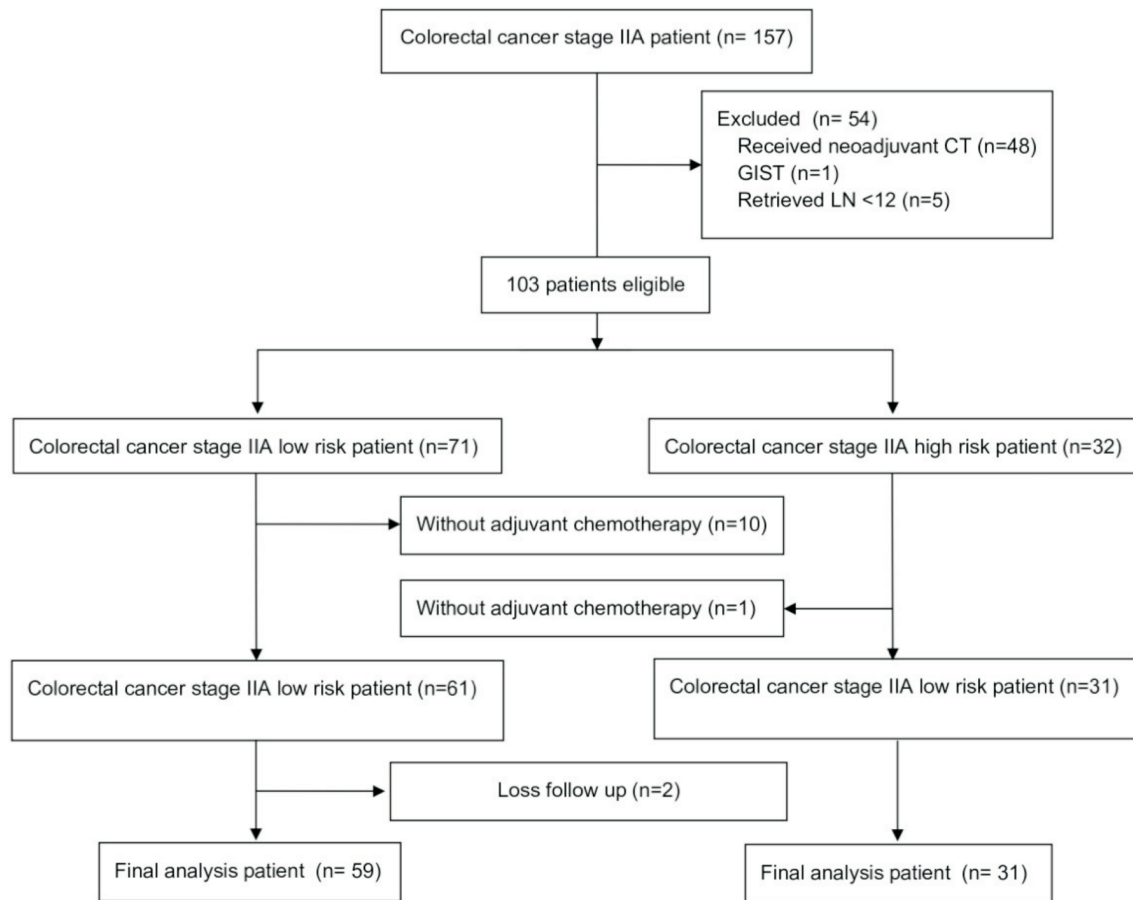 Colorectal cancer stage IIA patient (n= 157)
Excluded  (n= 54)
Received neoadjuvant CT (n=48)
GIST (n=1)
Retrieved LN <12 (n=5)
103 patients eligible
Colorectal cancer stage IIA low risk patient (n=71)
Colorectal cancer stage IIA high risk patient (n=32)
Without adjuvant chemotherapy (n=10)
Without adjuvant chemotherapy (n=1)
Colorectal cancer stage IIA low risk patient (n=61)
Colorectal cancer stage IIA low risk patient (n=31)
Loss follow up (n=2)
Final analysis patient  (n= 59)
Final analysis patient  (n= 31)